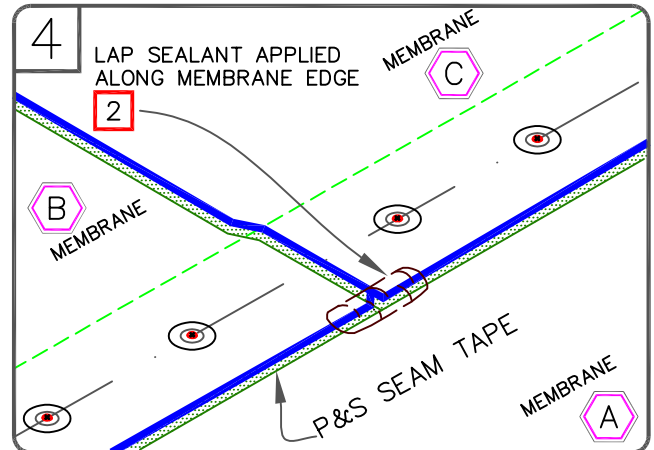 4
LAP SEALANT APPLIED
ALONG MEMBRANE EDGE
2
MEMBRANE
C
B
MEMBRANE
P&S SEAM TAPE
MEMBRANE
A